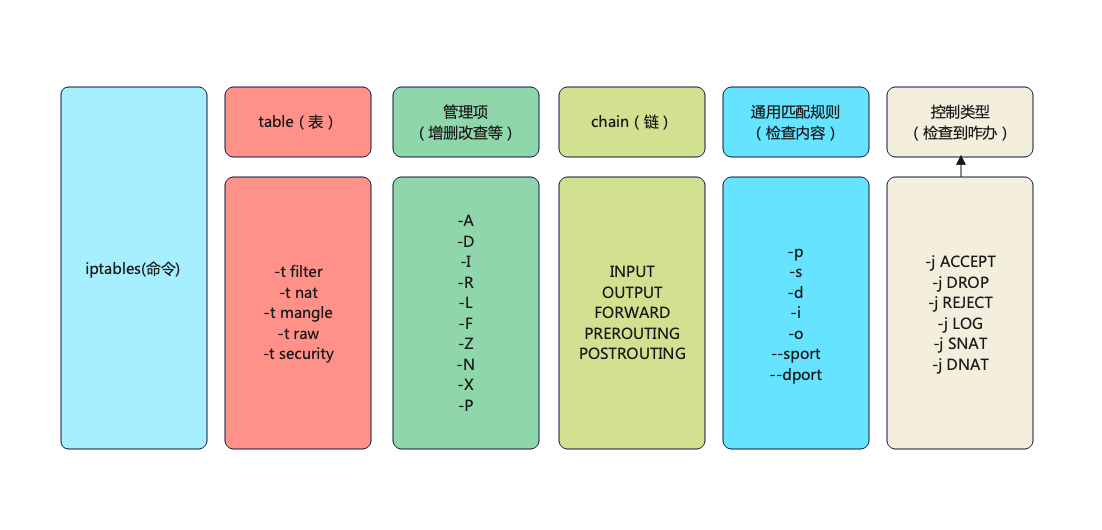 iptables(命令)
table（表）
-t filter
-t nat
-t mangle
-t raw
-t security
管理项
（增删改查等）
-A
-D
-I
-R
-L
-F
-Z
-N
-X
-P
chain（链）
INPUT
OUTPUT
FORWARD
PREROUTING
POSTROUTING
通用匹配规则
（检查内容）
-p
-s
-d
-i
-o
--sport
--dport
控制类型
（检查到咋办）
-j ACCEPT
-j DROP
-j REJECT
-j LOG
-j SNAT
-j DNAT